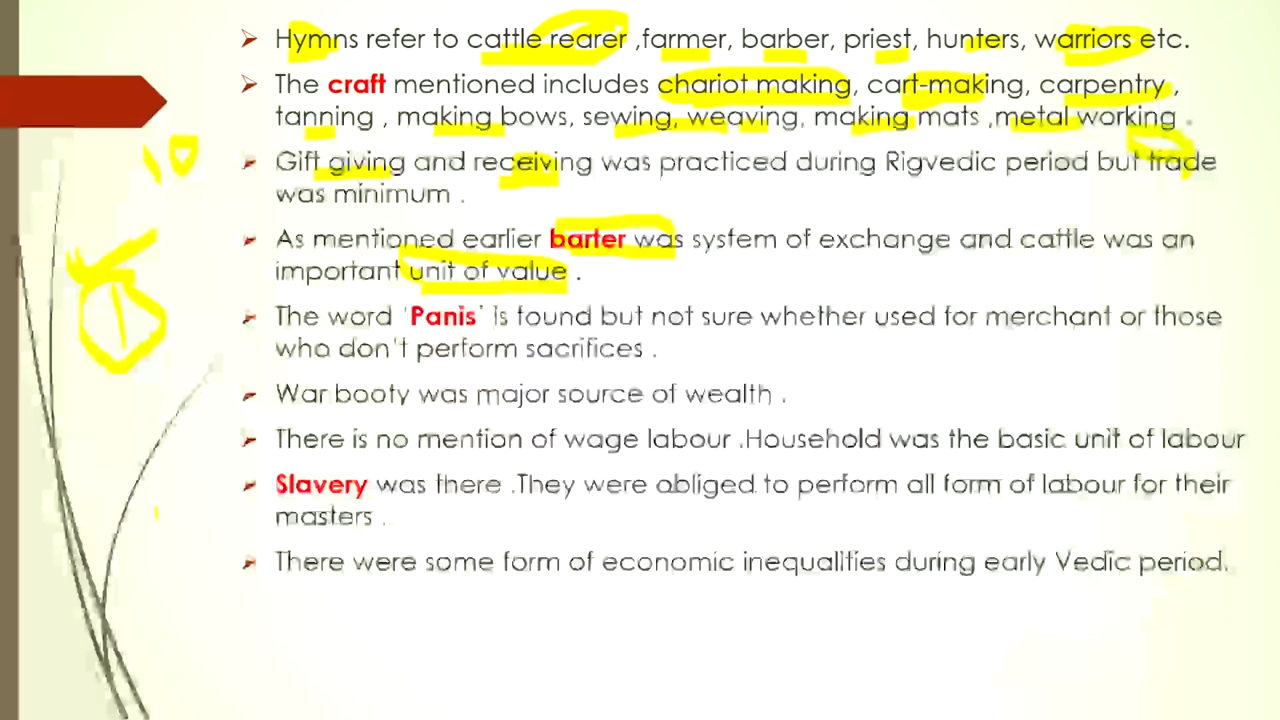 Hymns refer to cattle rearer ,farmer, barber, priest, hunters, warriors etc.
The craft mentioned includes chariot making, cart-making, carpentry ,
tanning , making bows, sewing, weaving, making mats ,metal working .
Gift giving and receiving was practiced during Rigvedic period but trade
was minimum .
As mentioned earlier barter was system of exchange and cattle was an
important unit of value .
The word 'Panis' is found but not sure whether used for merchant or those
who don't perform sacrifices .
War booty was major source of wealth .
There is no mention of wage labour .Household was the basic unit of labour
Slavery was there .They were obliged to perform all form of labour for their
masters .
There were some form of economic inequalities during early Vedic period.